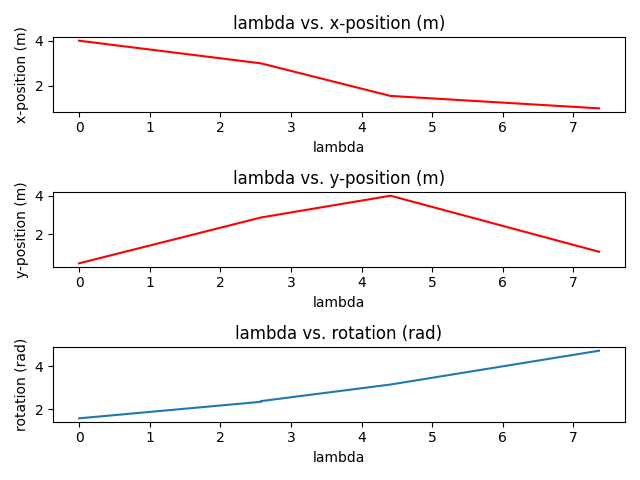 lambda vs. x-position (m)
x-position (m)
4
2
0 1 2 3 4 5 6 7
lambda
lambda vs. y-position (m)
y-position (m)
4
2
0 1 2 3 4 5 6 7
lambda
lambda vs. rotation (rad)
rotation (rad)
4
2
0 1 2 3 4 5 6 7
lambda